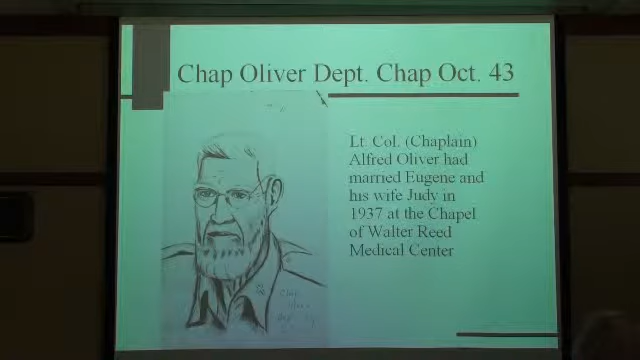 Chap Oliver Dept. Chap Oct. 43
Lt. Col. (Chaplain)
Alfred Oliver had
married Eugene and
his wife Judy in
1937 at the Chapel
of Walter Reed
Medical Center
Chap